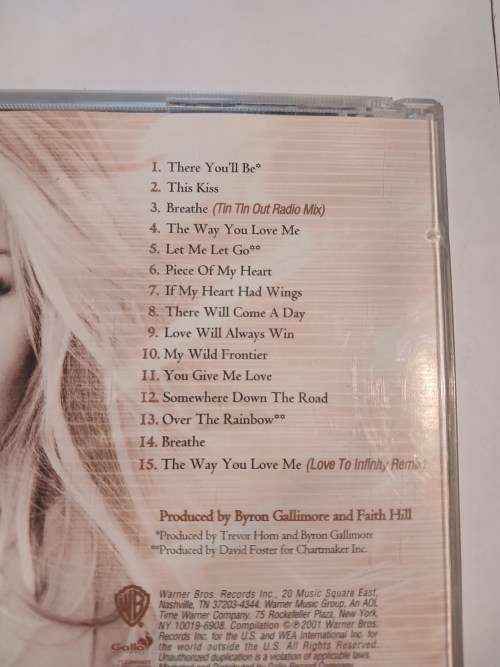 1. There You'll Be*
2. This Kiss
3. Breathe (Tin Tin Out Radio Mix)
4. The Way You Love Me
5. Let Me Let Go**
6. Piece Of My Heart
7. If My Heart Had Wings
8. There Will Come A Day
9. Love Will Always Win
10. My Wild Frontier
11. You Give Me Love
12. Somewhere Down The Road
13. Over The Rainbow**
14. Breathe
15. The Way You Love Me (Love To Infinity Remix)
Produced by Byron Gallimore and Faith Hill
*Produced by Trevor Horn and Byron Gallimore
**Produced by David Foster for Chartmaker Inc.
Warner Bros. Records Inc., 20 Music Square East,
Nashville, TN 37203-4344. Warner Music Group, An AOL
Time Warner Company. 75 Rockefeller Plaza, New York,
NY 10019-6908. Compilation ©℗ 2001 Warner Bros.
Records Inc. for the U.S. and WEA International Inc. for
the world outside the U.S. All Rights Reserved.
Unauthorized duplication is a violation of applicable laws.
WB
Gallo